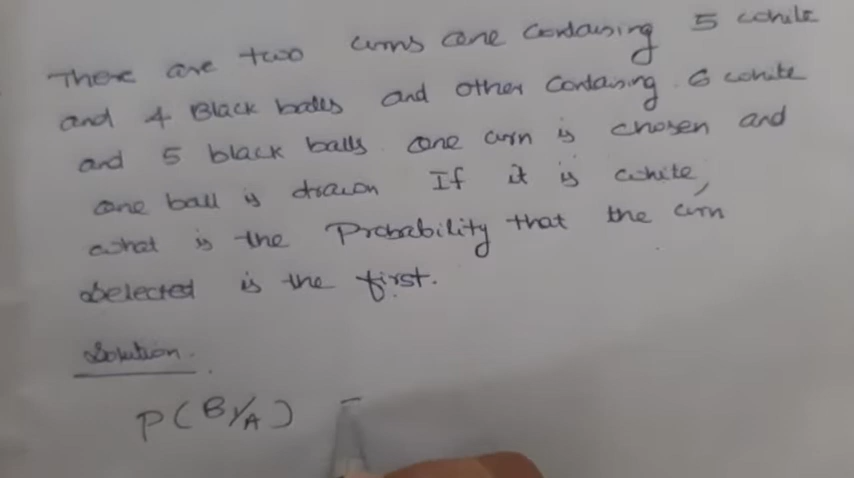 There are two urns one containing 5 white
and 4 Black balls and other containing 6 white
and 5 black balls. one urn is chosen and
one ball is drawn If it is white,
what is the Probability that the urn
selected is the first.
Solution.
P(B/A) =